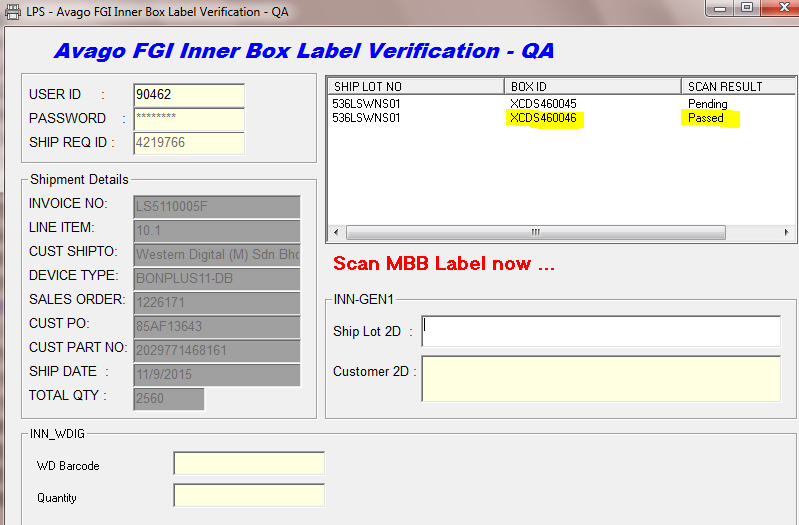 LPS - Avago FGI Inner Box Label Verification - QA
Avago FGI Inner Box Label Verification - QA
USER ID : 90462
PASSWORD : ********
SHIP REQ ID : 4219766
SHIP LOT NO BOX ID SCAN RESULT
536LSWNS01 XCDS460045 Pending
536LSWNS01 XCDS460046 Passed
Scan MBB Label now ...
Shipment Details
INVOICE NO: LS5110005F
LINE ITEM: 10.1
CUST SHIPTO: Western Digital (M) Sdn Bhd
DEVICE TYPE: BONPLUS11-DB
SALES ORDER: 1226171
CUST PO: 85AF13643
CUST PART NO: 2029771468161
SHIP DATE : 11/9/2015
TOTAL QTY : 2560
INN-GEN1
Ship Lot 2D :
Customer 2D :
INN_WDIG
WD Barcode
Quantity